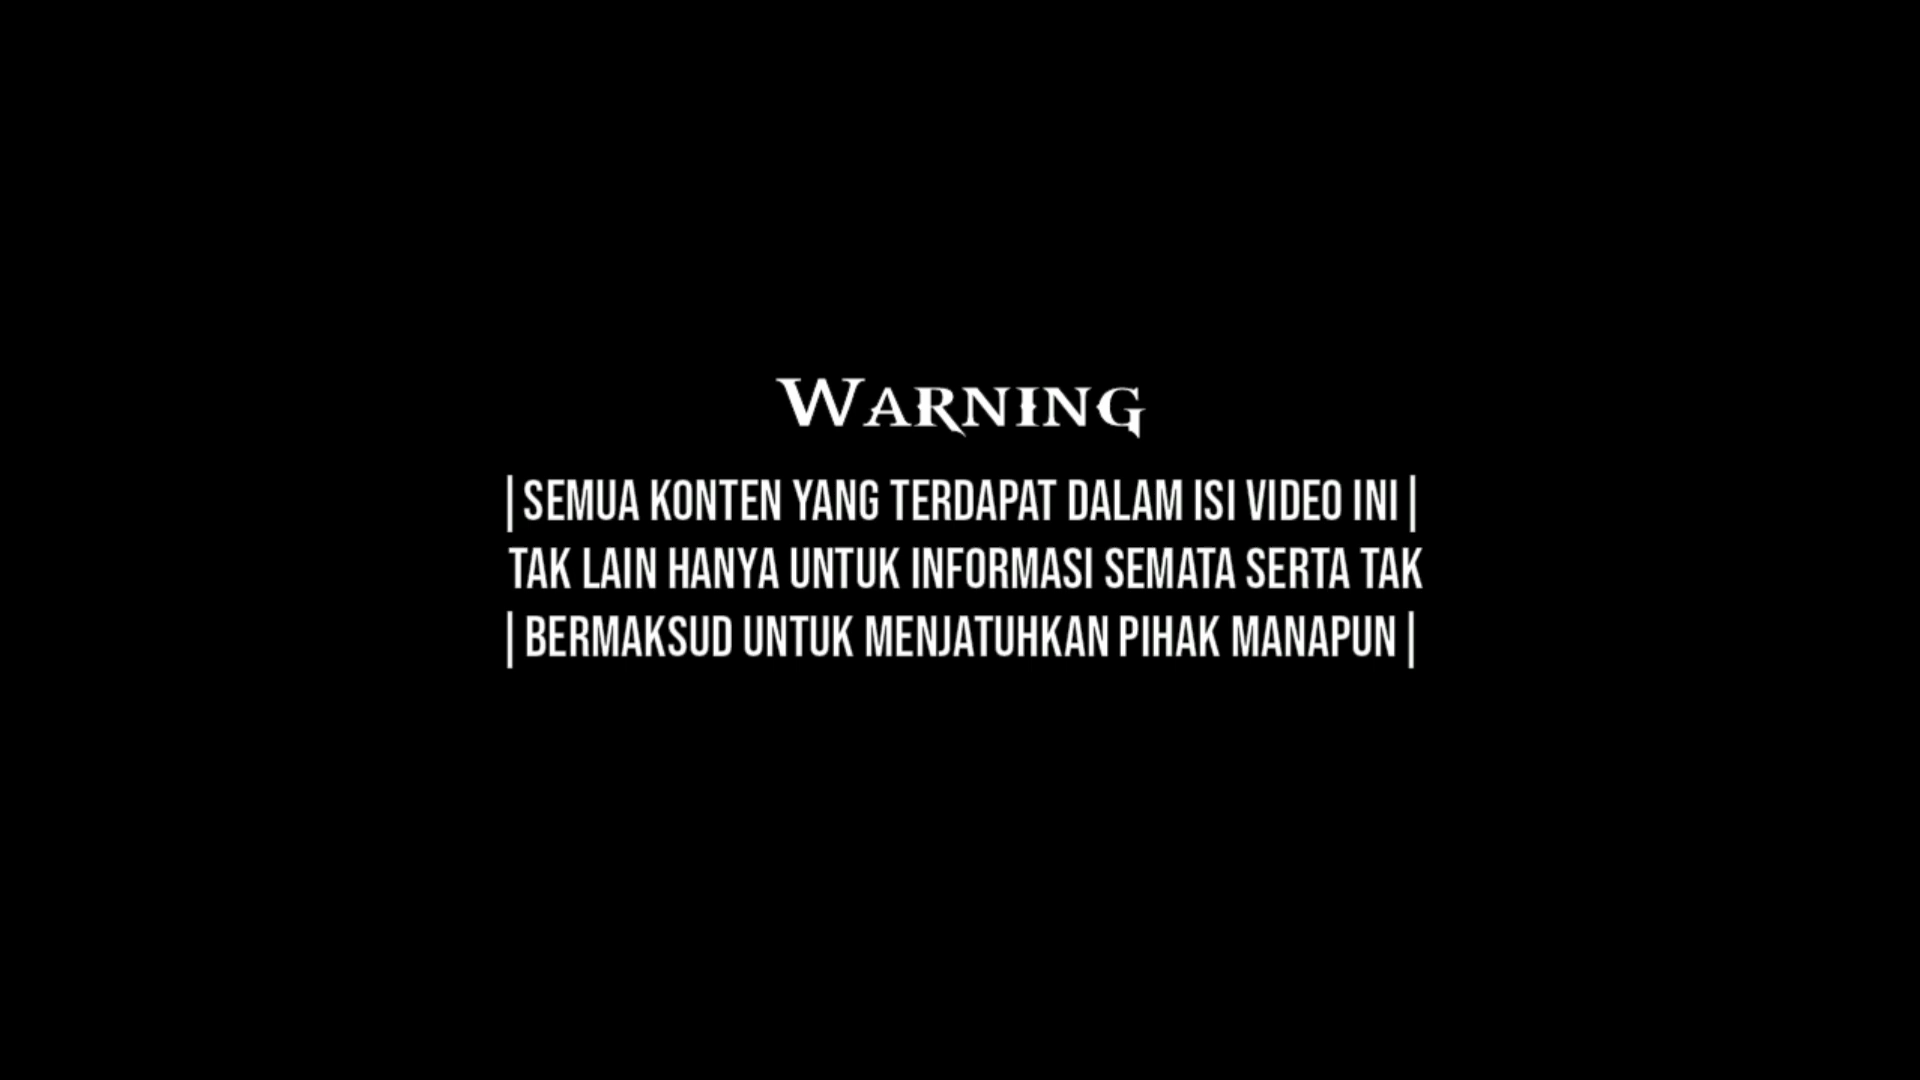 Warning
|SEMUA KONTEN YANG TERDAPAT DALAM ISI VIDEO INI|
TAK LAIN HANYA UNTUK INFORMASI SEMATA SERTA TAK
|BERMAKSUD UNTUK MENJATUHKAN PIHAK MANAPUN|